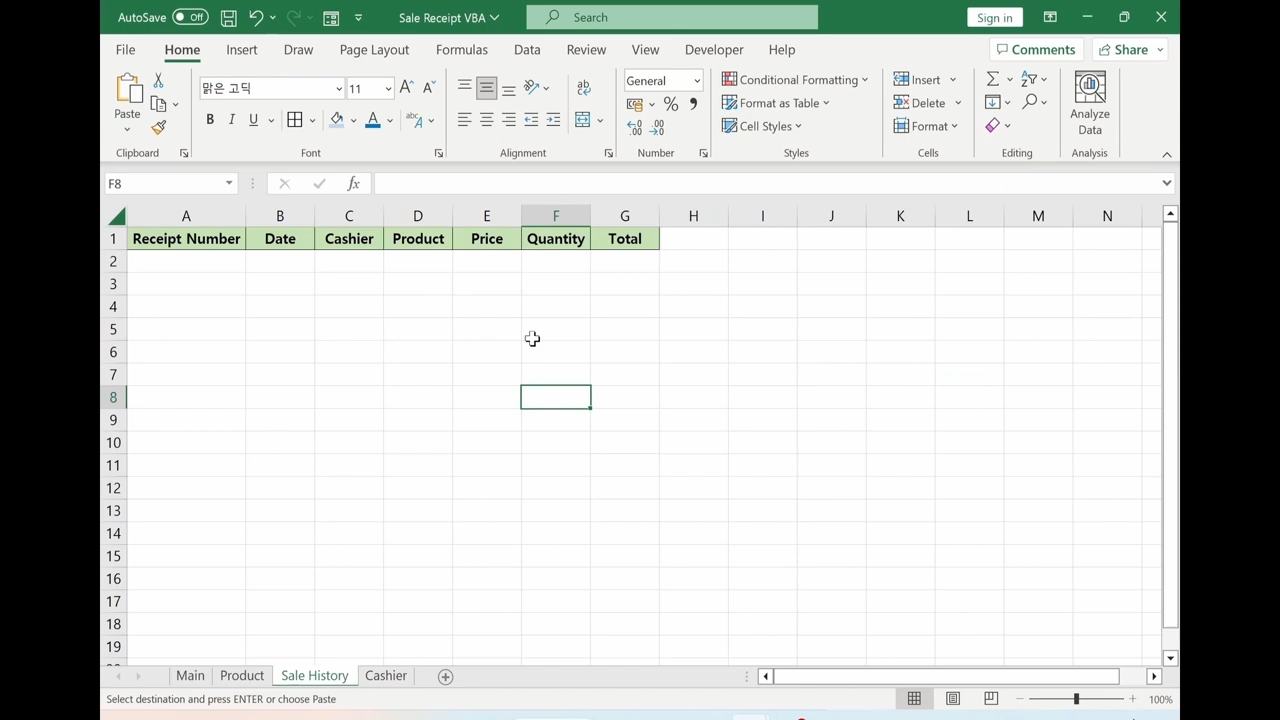 AutoSave Off Sale Receipt VBA Search Sign in
File Home Insert Draw Page Layout Formulas Data Review View Developer Help Comments Share
Paste
맑은 고딕 11
B I U
General
Conditional Formatting
Format as Table
Cell Styles
Insert
Delete
Format
Analyze
Data
Clipboard Font Alignment Number Styles Cells Editing Analysis
F8 fx
A B C D E F G H I J K L M N
1 Receipt Number Date Cashier Product Price Quantity Total
2
3
4
5
6
7
8
9
10
11
12
13
14
15
16
17
18
19
Main Product Sale History Cashier
Select destination and press ENTER or choose Paste 100%